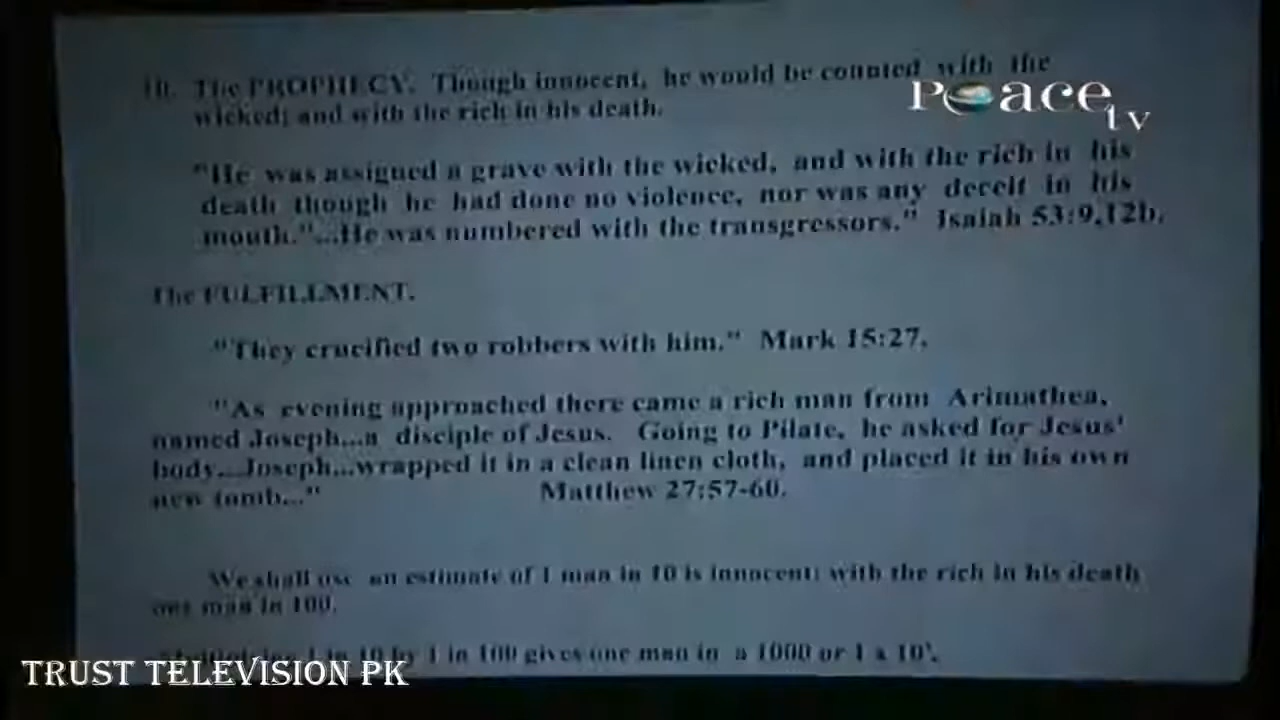 10. The PROPHECY. Though innocent, he would be counted with the
wicked; and with the rich in his death.
"He was assigned a grave with the wicked, and with the rich in his
death though he had done no violence, nor was any deceit in his
mouth."...He was numbered with the transgressors." Isaiah 53:9,12b.
The FULFILLMENT.
"They crucified two robbers with him." Mark 15:27.
"As evening approached there came a rich man from Arimathea,
named Joseph...a disciple of Jesus. Going to Pilate, he asked for Jesus'
body...Joseph...wrapped it in a clean linen cloth, and placed it in his own
new tomb..." Matthew 27:57-60.
We shall use an estimate of 1 man in 10 is innocent; with the rich in his death
one man in 100.
Multiplying 1 in 10 by 1 in 100 gives one man in a 1000 or 1 x
Peace tv
TRUST TELEVISION PK